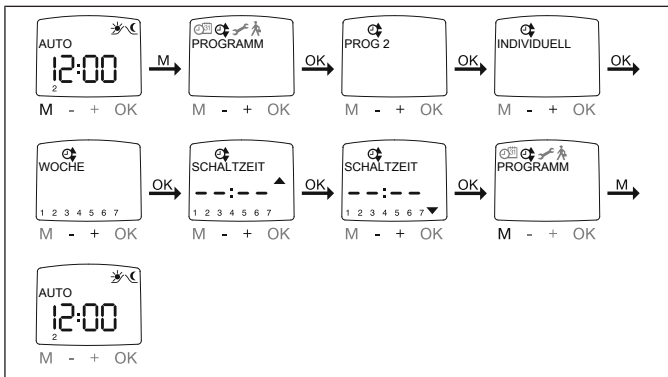 AUTO
12:00
2
M - + OK
M
PROGRAMM
M - + OK
OK
PROG 2
M - + OK
OK
INDIVIDUELL
M - + OK
OK
WOCHE
1 2 3 4 5 6 7
M - + OK
OK
SCHALTZEIT
--:--
1 2 3 4 5 6 7
M - + OK
OK
SCHALTZEIT
--:--
1 2 3 4 5 6 7
M - + OK
OK
PROGRAMM
M - + OK
M
AUTO
12:00
2
M - + OK